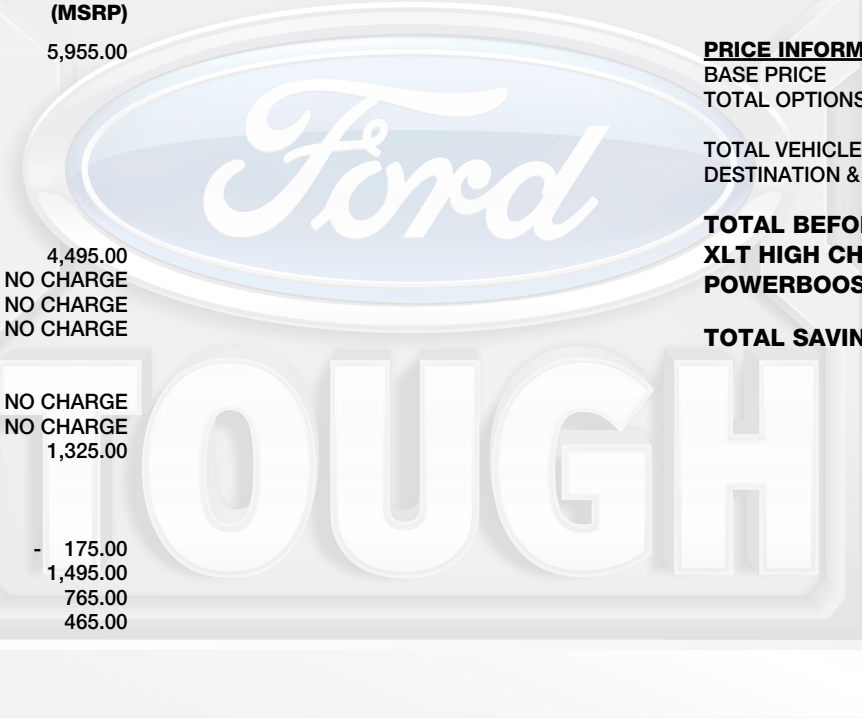 (MSRP)
5,955.00
4,495.00
NO CHARGE
NO CHARGE
NO CHARGE
NO CHARGE
NO CHARGE
1,325.00
- 175.00
1,495.00
765.00
465.00
PRICE INFORM
BASE PRICE
TOTAL OPTIONS
TOTAL VEHICLE
DESTINATION &
TOTAL BEFO
XLT HIGH CH
POWERBOOS
TOTAL SAVIN
Ford
TOUGH